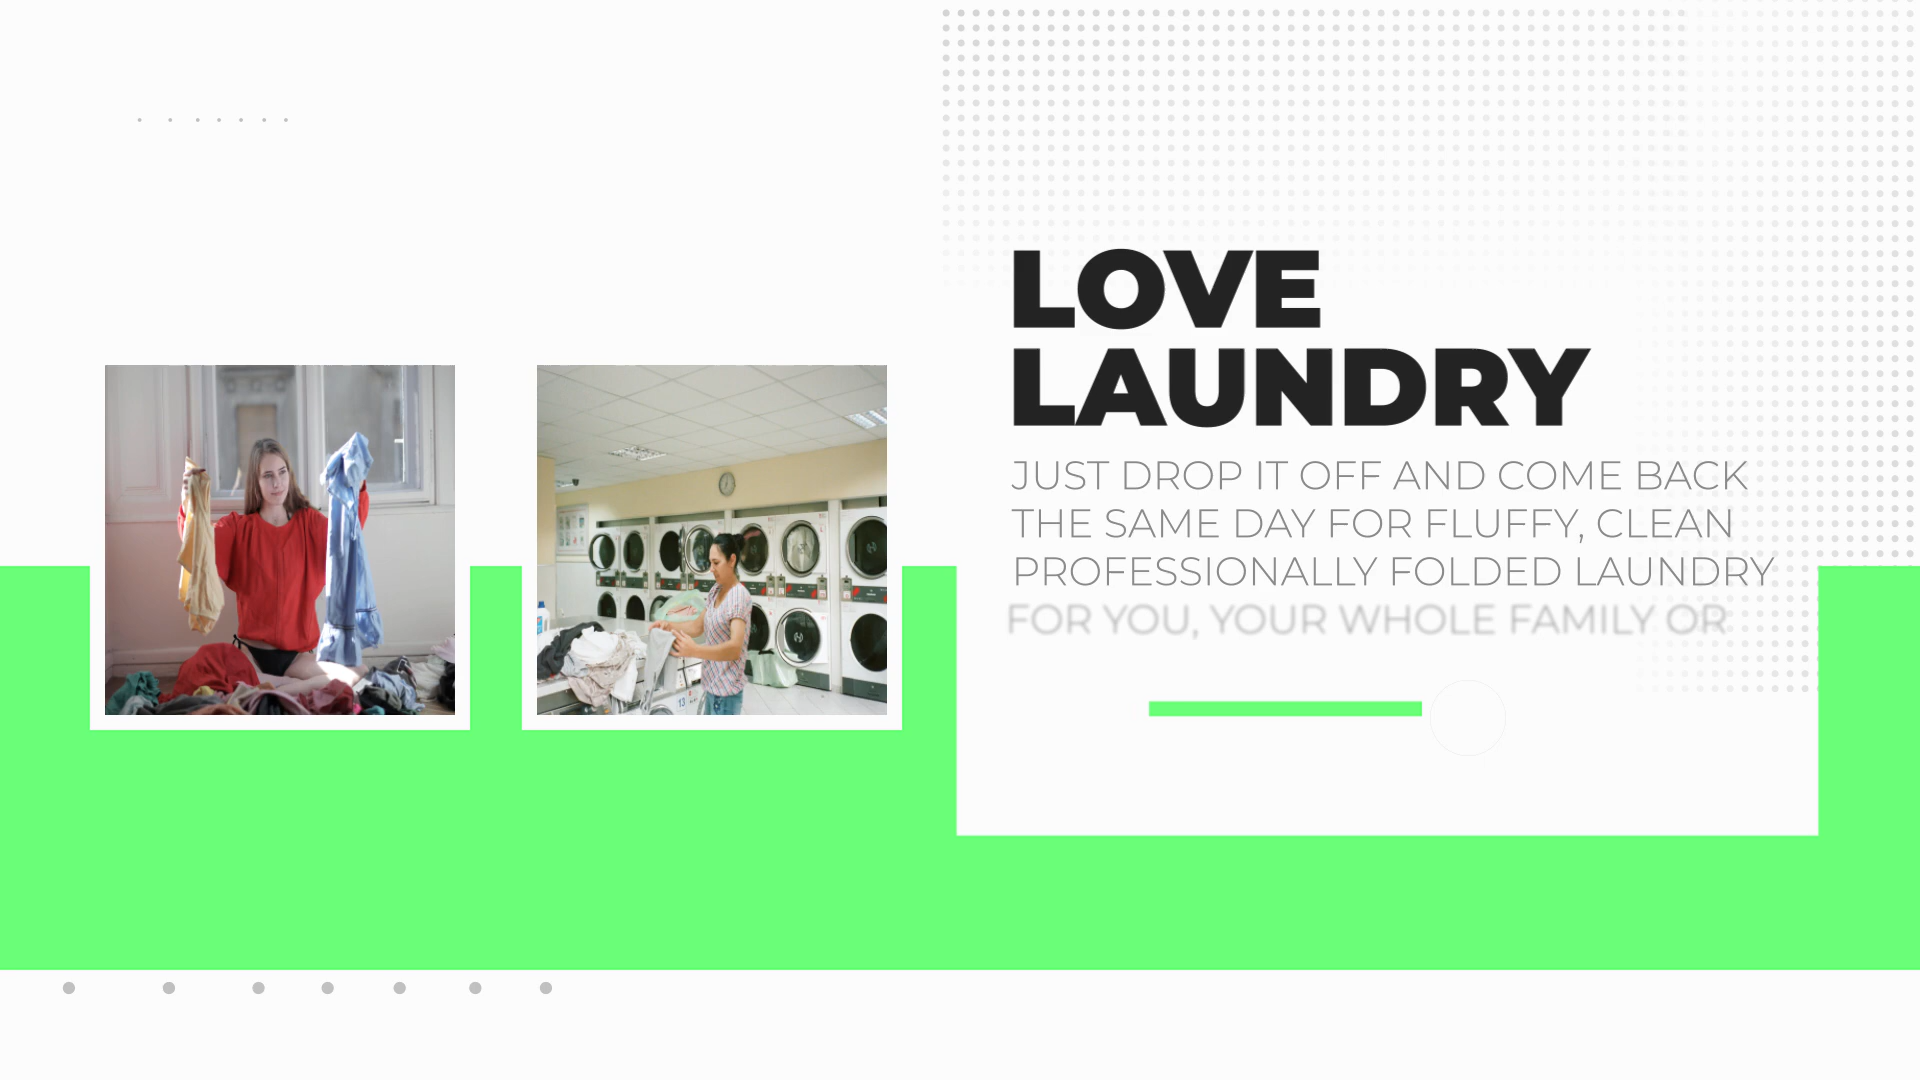 LOVE
LAUNDRY
JUST DROP IT OFF AND COME BACK
THE SAME DAY FOR FLUFFY, CLEAN
PROFESSIONALLY FOLDED LAUNDRY
FOR YOU, YOUR WHOLE FAMILY OR
13